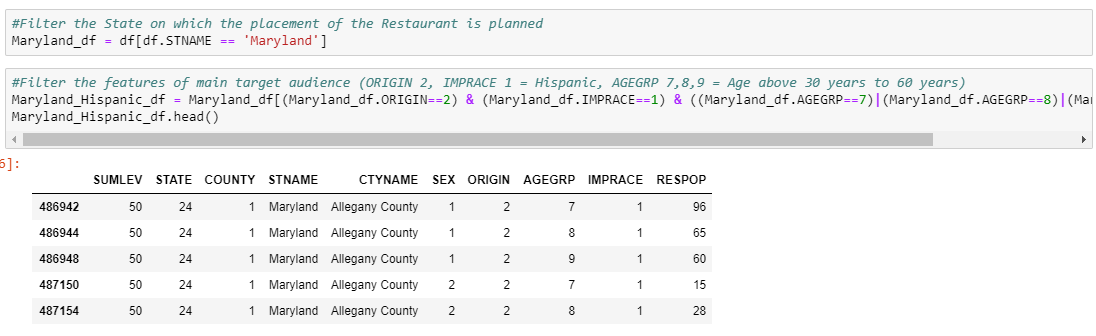 #Filter the State on which the placement of the Restaurant is planned
Maryland_df = df[df.STNAME == 'Maryland']
#Filter the features of main target audience (ORIGIN 2, IMPRACE 1 = Hispanic, AGEGRP 7,8,9 = Age above 30 years to 60 years)
Maryland_Hispanic_df = Maryland_df[(Maryland_df.ORIGIN==2) & (Maryland_df.IMPRACE==1) & ((Maryland_df.AGEGRP==7)|(Maryland_df.AGEGRP==8)|(Mar
Maryland_Hispanic_df.head()
6]:
SUMLEV STATE COUNTY STNAME CTYNAME SEX ORIGIN AGEGRP IMPRACE RESPOP
486942 50 24 1 Maryland Allegany County 1 2 7 1 96
486944 50 24 1 Maryland Allegany County 1 2 8 1 65
486948 50 24 1 Maryland Allegany County 1 2 9 1 60
487150 50 24 1 Maryland Allegany County 2 2 7 1 15
487154 50 24 1 Maryland Allegany County 2 2 8 1 28